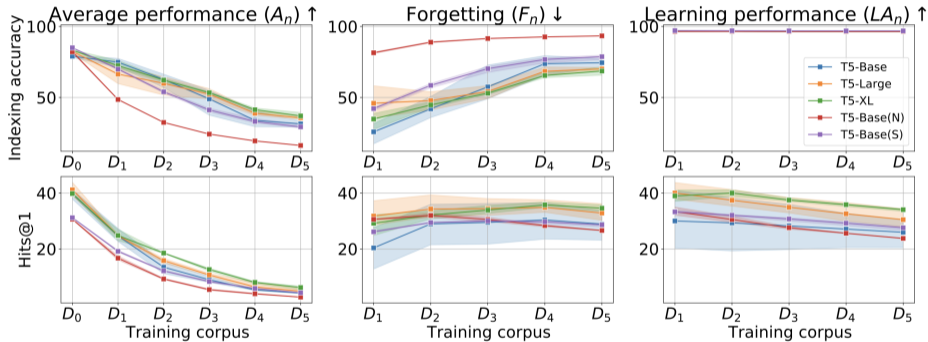 Average performance (Aₙ) ↑
Forgetting (Fₙ) ↓
Learning performance (LAₙ) ↑
Indexing accuracy
100
50
D₀ D₁ D₂ D₃ D₄ D₅
100
50
D₁ D₂ D₃ D₄ D₅
100
50
T5-Base
T5-Large
T5-XL
T5-Base(N)
T5-Base(S)
D₁ D₂ D₃ D₄ D₅
Hits@1
40
20
D₀ D₁ D₂ D₃ D₄ D₅
Training corpus
40
20
D₁ D₂ D₃ D₄ D₅
Training corpus
40
20
D₁ D₂ D₃ D₄ D₅
Training corpus